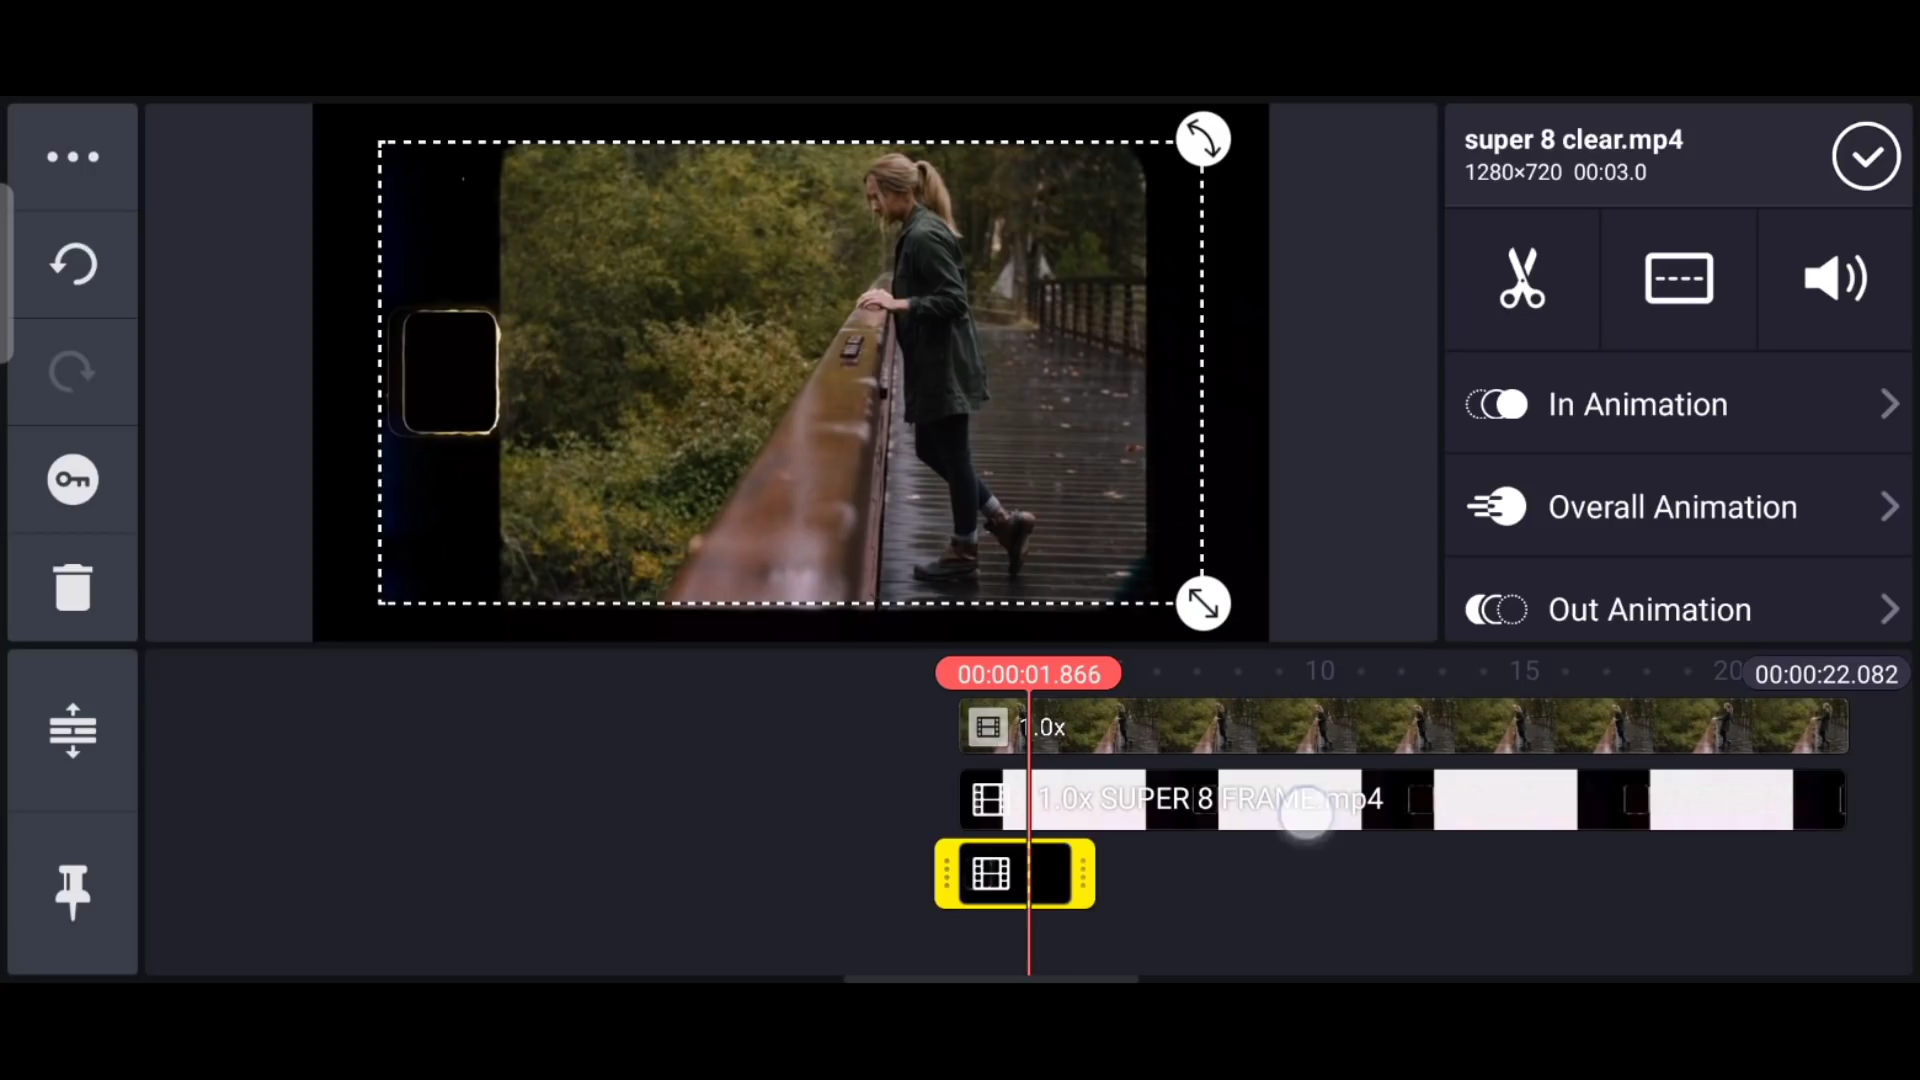 super 8 clear.mp4
1280×720 00:03.0
In Animation
Overall Animation
Out Animation
00:00:01.866
10
15
20
00:00:22.082
1.0x
1.0x SUPER 8 FRAME.mp4